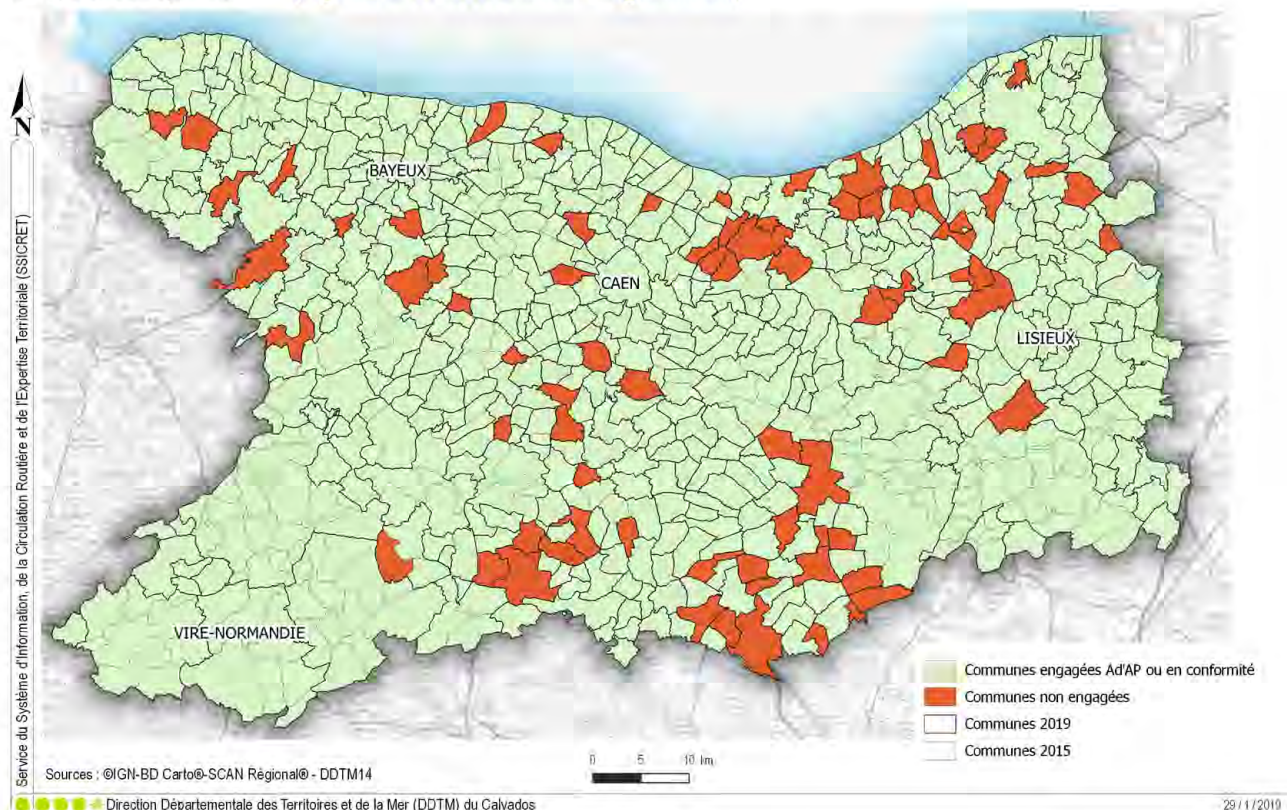 N
Service du Système d'Information, de la Circulation Routière et de l'Expertise Territoriale (SSICRET)
BAYEUX
CAEN
LISIEUX
VIRE-NORMANDIE
Communes engagées Ad'AP ou en conformité
Communes non engagées
Communes 2019
Communes 2015
0 5 10 km
Sources : ©IGN-BD Carto®-SCAN Régional® - DDTM14
Direction Départementale des Territoires et de la Mer (DDTM) du Calvados
29/1/2019